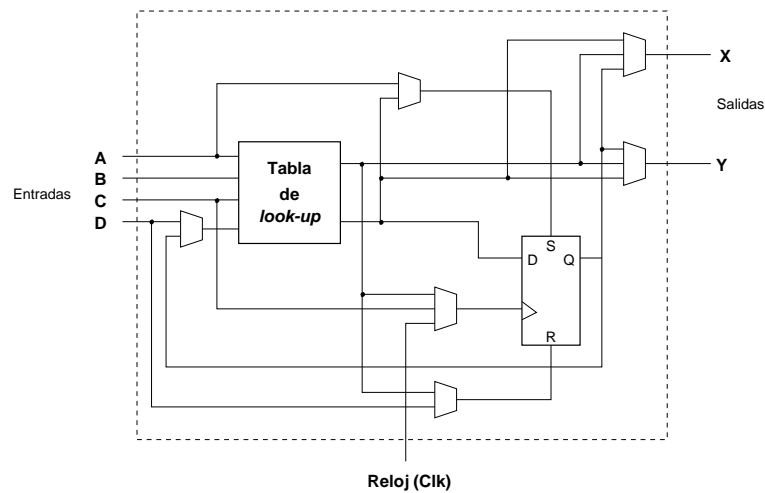 X
Salidas
A
Tabla
de
look-up
Y
B
Entradas
C
D
S
D
Q
R
Reloj (Clk)